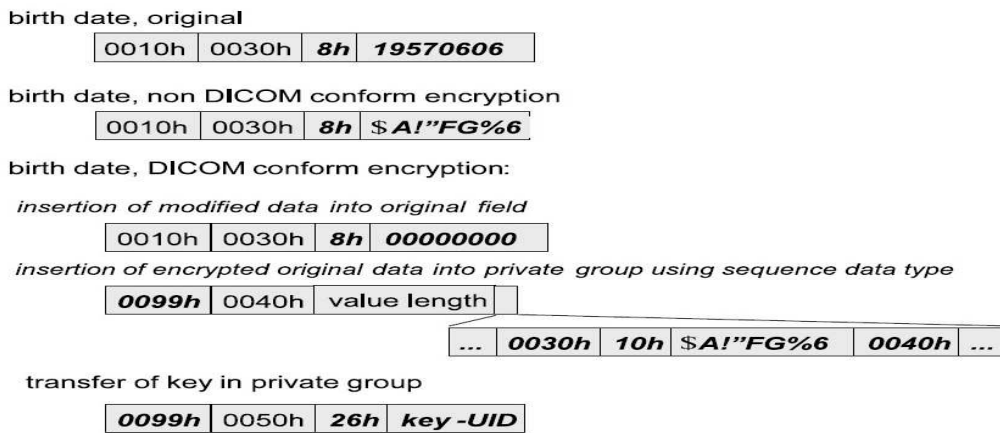 birth date, original
0010h 0030h 8h 19570606
birth date, non DICOM conform encryption
0010h 0030h 8h $A!”FG%6
birth date, DICOM conform encryption:
insertion of modified data into original field
0010h 0030h 8h 00000000
insertion of encrypted original data into private group using sequence data type
0099h 0040h value length
... 0030h 10h $A!”FG%6 0040h ...
transfer of key in private group
0099h 0050h 26h key-UID